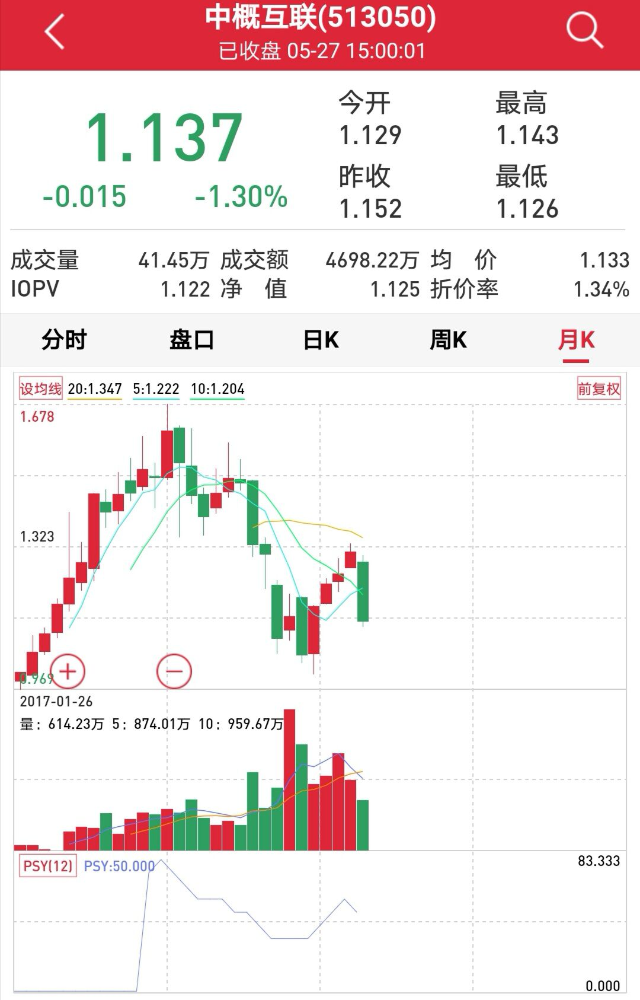 中概互联(513050)
已收盘 05-27 15:00:01
1.137
-0.015 -1.30%
今开 最高
1.129 1.143
昨收 最低
1.152 1.126
成交量 41.45万 成交额 4698.22万 均 价 1.133
IOPV 1.122 净 值 1.125 折价率 1.34%
分时 盘口 日K 周K 月K
设均线 20:1.347 5:1.222 10:1.204 前复权
1.678
1.323
0.969
2017-01-26
量: 614.23万 5: 874.01万 10: 959.67万
PSY(12) PSY:50.000 83.333
0.000